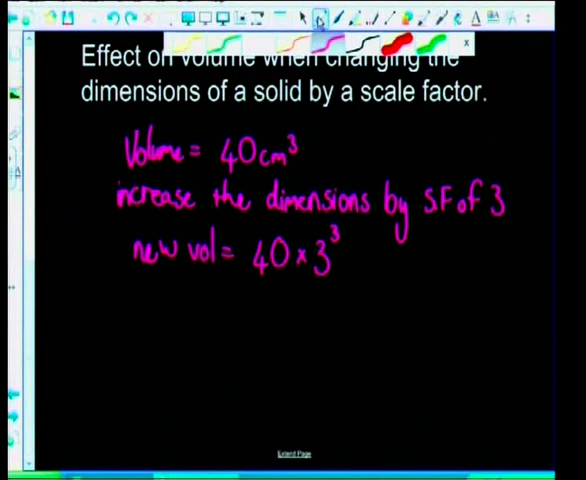 Effect on volume when changing the
dimensions of a solid by a scale factor.
Volume = 40cm³
increase the dimensions by S.F of 3
new vol = 40 × 3³
Extend Page